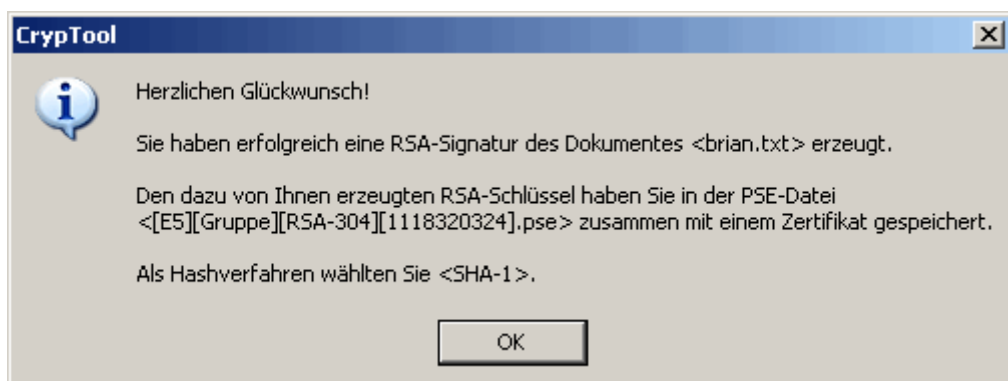 CrypTool
Herzlichen Glückwunsch!
Sie haben erfolgreich eine RSA-Signatur des Dokumentes <brian.txt> erzeugt.
Den dazu von Ihnen erzeugten RSA-Schlüssel haben Sie in der PSE-Datei
<[E5][Gruppe][RSA-304][1118320324].pse> zusammen mit einem Zertifikat gespeichert.
Als Hashverfahren wählten Sie <SHA-1>.
OK